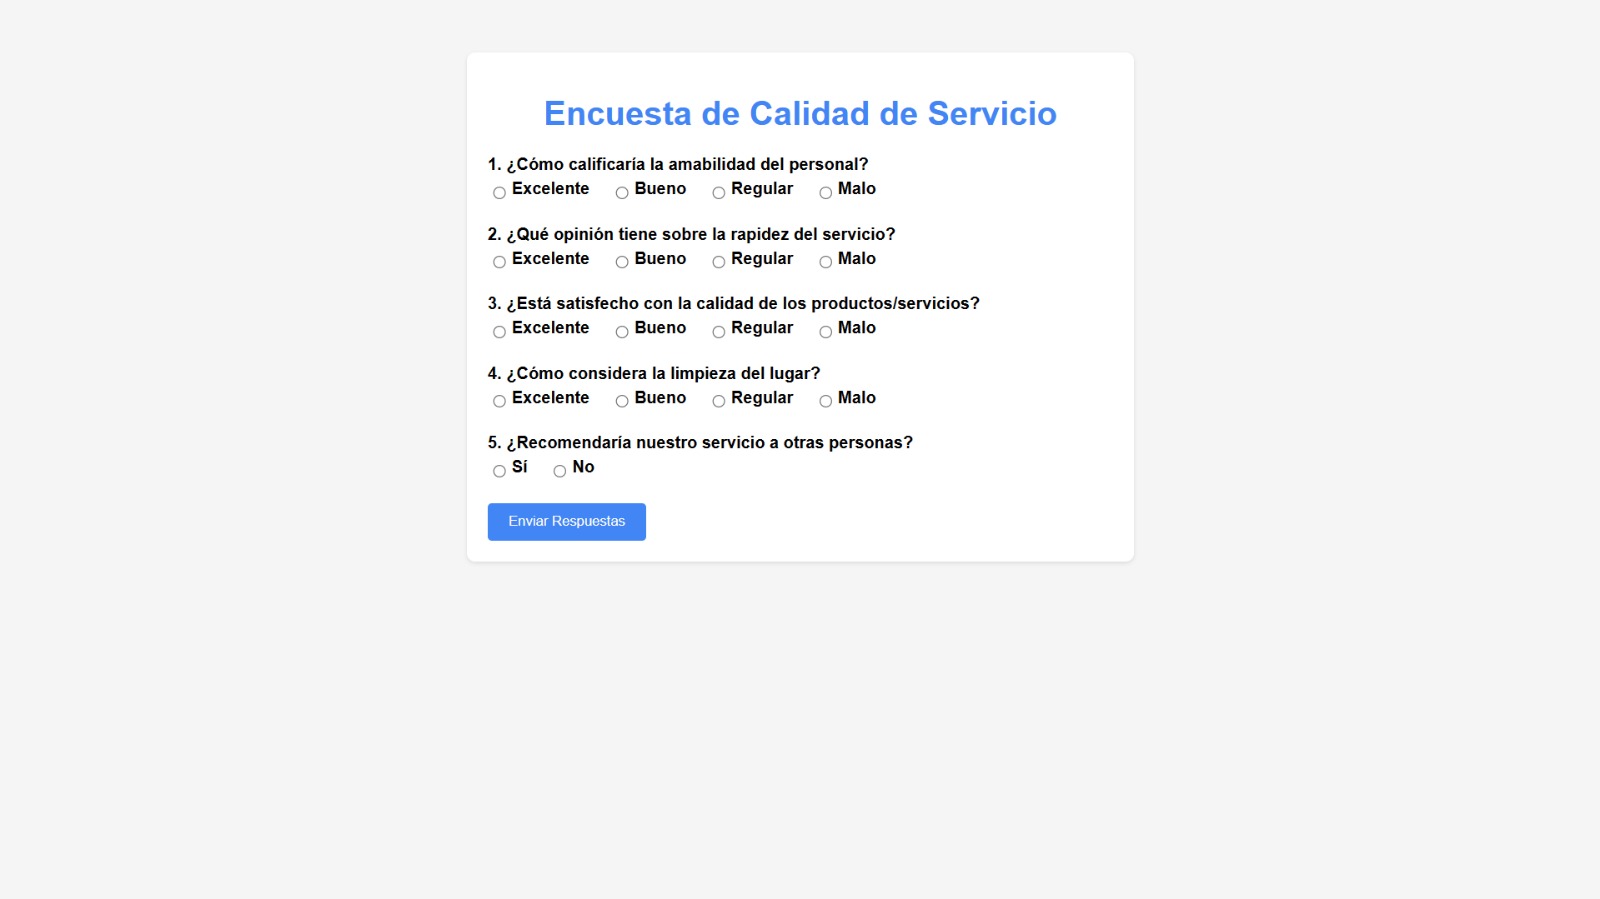 Encuesta de Calidad de Servicio
1. ¿Cómo calificaría la amabilidad del personal?
Excelente Bueno Regular Malo
2. ¿Qué opinión tiene sobre la rapidez del servicio?
Excelente Bueno Regular Malo
3. ¿Está satisfecho con la calidad de los productos/servicios?
Excelente Bueno Regular Malo
4. ¿Cómo considera la limpieza del lugar?
Excelente Bueno Regular Malo
5. ¿Recomendaría nuestro servicio a otras personas?
Sí No
Enviar Respuestas